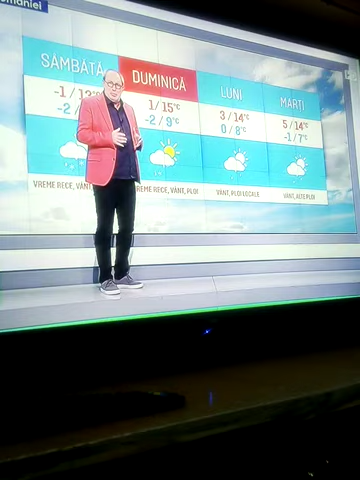 SÂMBĂTĂ
DUMINICĂ
LUNI
MARȚI
1/ 15°C
3 / 14°C
5 / 14°C
-2 / 9°C
0 / 8°C
-1 / 7°C
VREME RECE, VÂNT,
VREME RECE, VÂNT, PLOI
VÂNT, PLOI LOCALE
VÂNT, ALTE PLOI